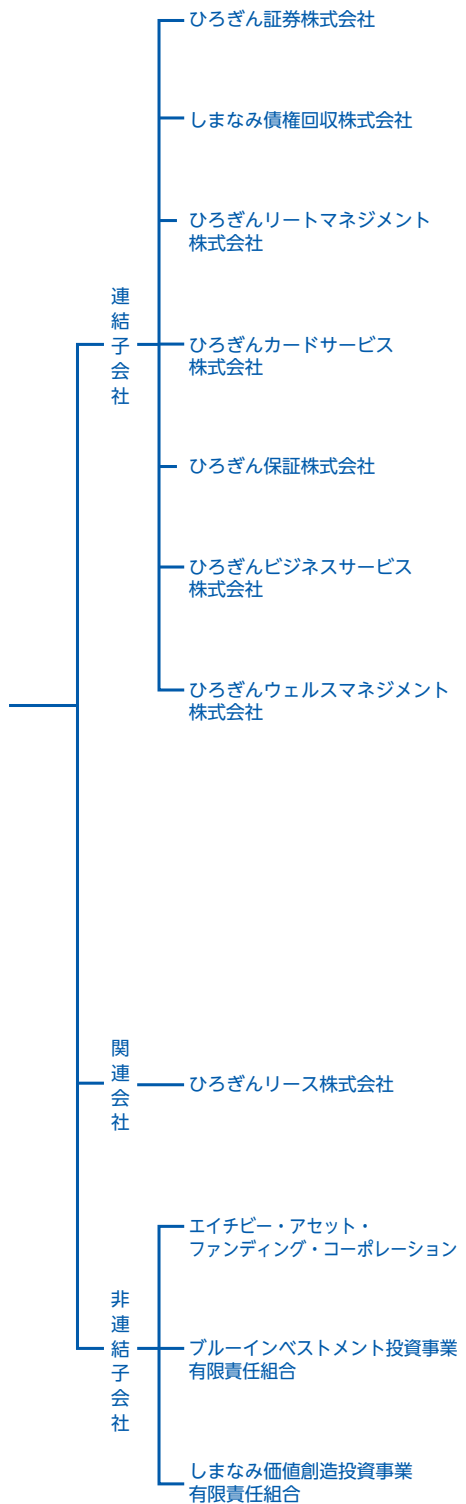 連結子会社
ひろぎん証券株式会社
しまなみ債権回収株式会社
ひろぎんリートマネジメント
株式会社
ひろぎんカードサービス
株式会社
ひろぎん保証株式会社
ひろぎんビジネスサービス
株式会社
ひろぎんウェルスマネジメント
株式会社
関連会社
ひろぎんリース株式会社
非連結子会社
エイチビー・アセット・
ファンディング・コーポレーション
ブルーインベストメント投資事業
有限責任組合
しまなみ価値創造投資事業
有限責任組合